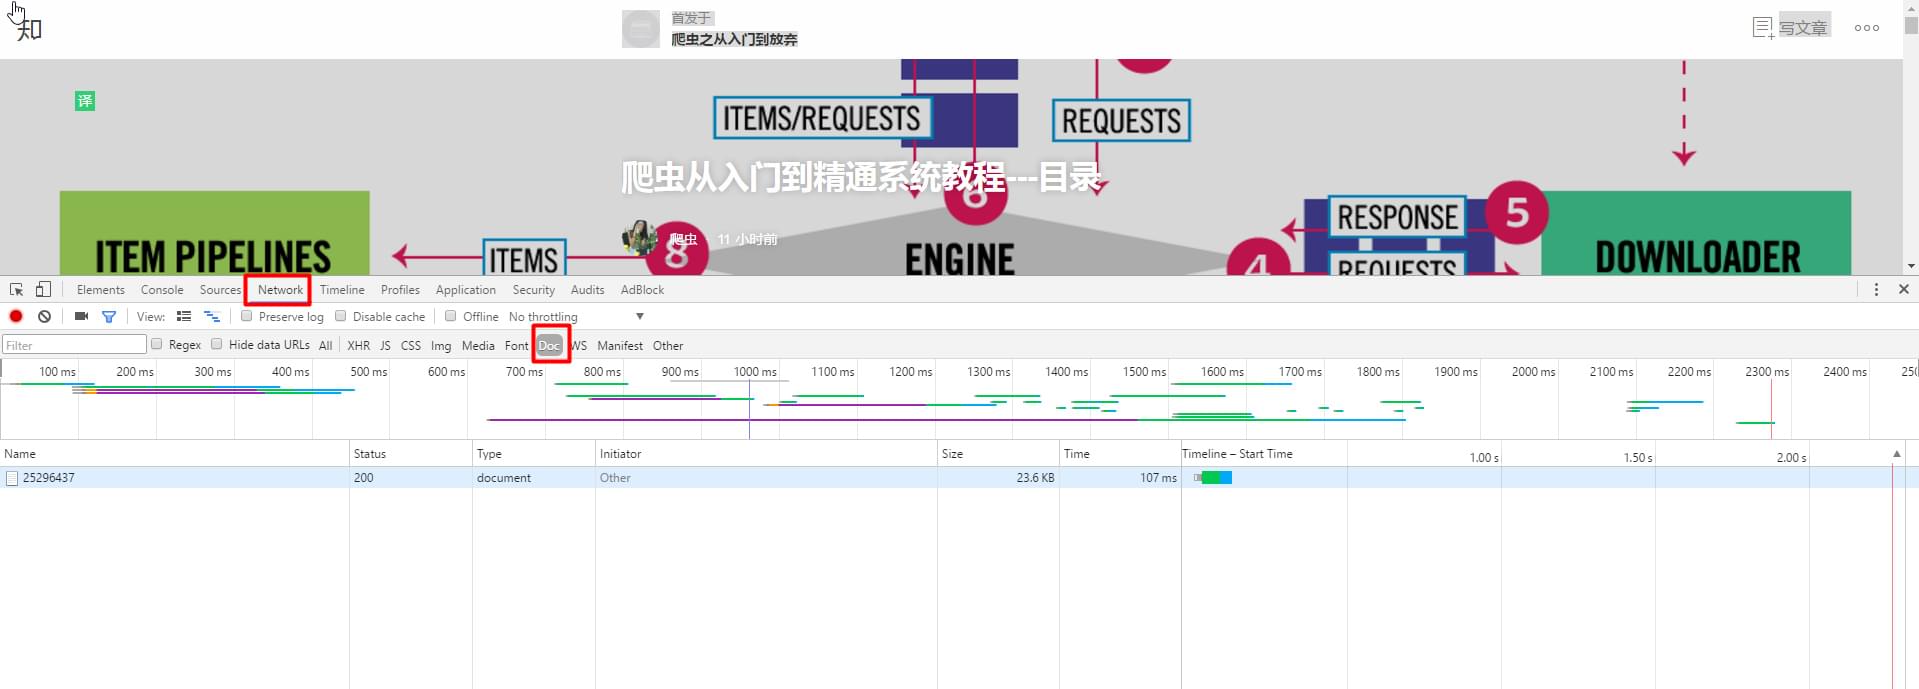 知
首发于
爬虫之从入门到放弃
写文章
译
ITEMS/REQUESTS
REQUESTS
爬虫从入门到精通系统教程---目录
6
RESPONSE
5
ITEM PIPELINES
ITEMS
8
爬虫 · 11 小时前
ENGINE
4
REQUESTS
DOWNLOADER
Elements Console Sources Network Timeline Profiles Application Security Audits AdBlock
View: Preserve log Disable cache Offline No throttling
Filter Regex Hide data URLs All XHR JS CSS Img Media Font Doc WS Manifest Other
100 ms 200 ms 300 ms 400 ms 500 ms 600 ms 700 ms 800 ms 900 ms 1000 ms 1100 ms 1200 ms 1300 ms 1400 ms 1500 ms 1600 ms 1700 ms 1800 ms 1900 ms 2000 ms 2100 ms 2200 ms 2300 ms 2400 ms
Name Status Type Initiator Size Time Timeline – Start Time 1.00 s 1.50 s 2.00 s
25296437 200 document Other 23.6 KB 107 ms